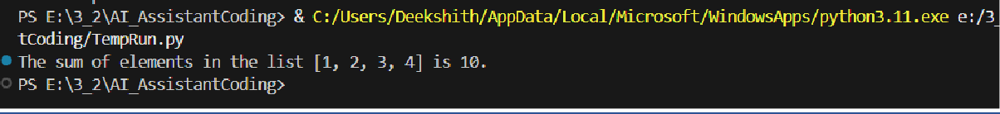 PS E:\3_2\AI_AssistantCoding> & C:/Users/Deekshith/AppData/Local/Microsoft/WindowsApps/python3.11.exe e:/3_
tCoding/TempRun.py
The sum of elements in the list [1, 2, 3, 4] is 10.
PS E:\3_2\AI_AssistantCoding>